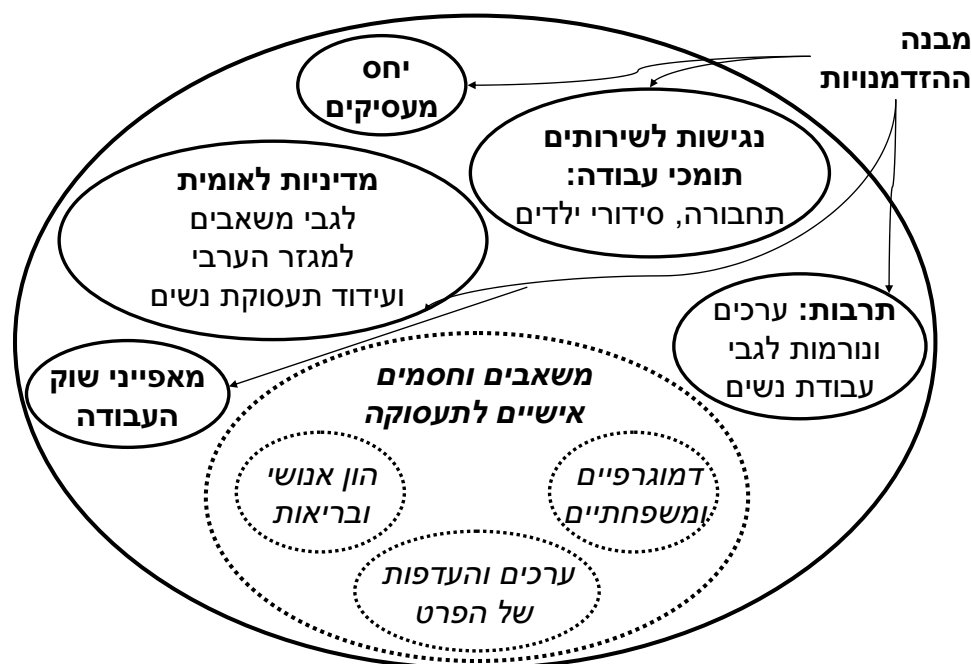 מבנה
ההזדמנויות
יחס
מעסיקים
נגישות לשירותים
תומכי עבודה:
תחבורה, סידורי ילדים
מדיניות לאומית
לגבי משאבים
למגזר הערבי
ועידוד תעסוקת נשים
תרבות: ערכים
ונורמות לגבי
עבודת נשים
מאפייני שוק
העבודה
משאבים וחסמים
אישיים לתעסוקה
דמוגרפיים
ומשפחתיים
הון אנושי
ובריאות
ערכים והעדפות
של הפרט